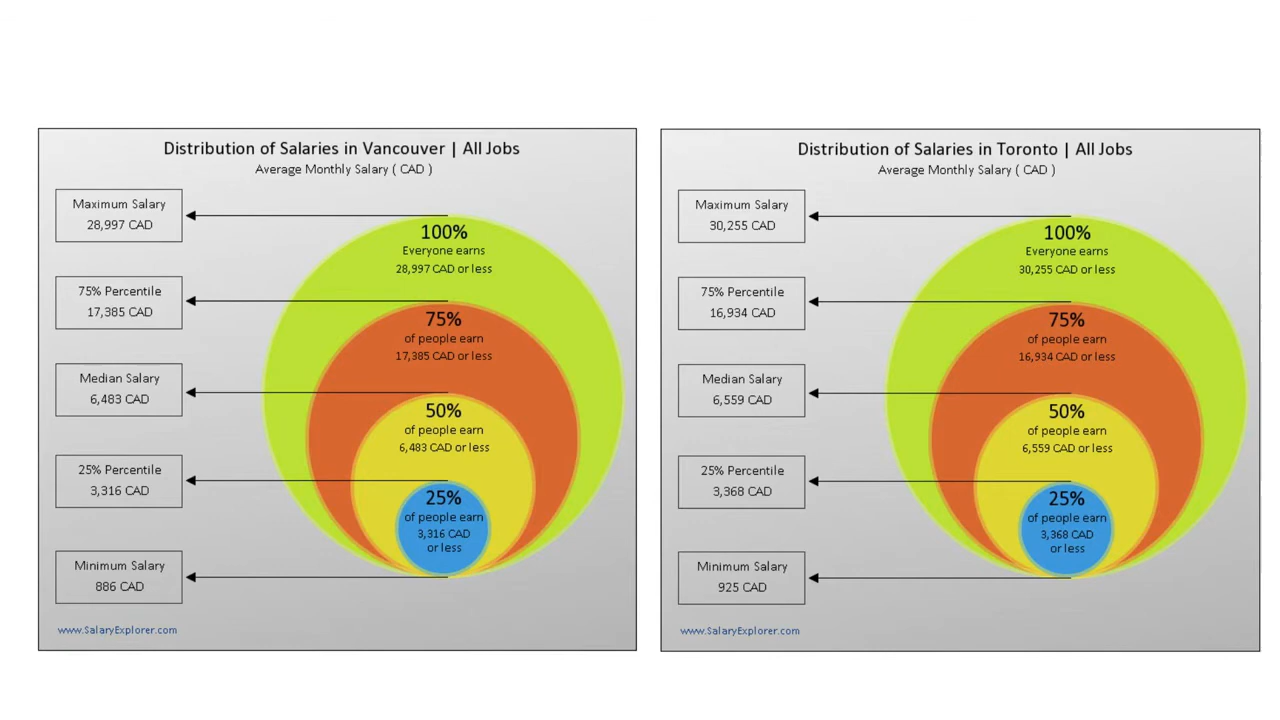 Distribution of Salaries in Vancouver | All Jobs
Average Monthly Salary ( CAD )
Maximum Salary
28,997 CAD
75% Percentile
17,385 CAD
Median Salary
6,483 CAD
25% Percentile
3,316 CAD
Minimum Salary
886 CAD
100%
Everyone earns
28,997 CAD or less
75%
of people earn
17,385 CAD or less
50%
of people earn
6,483 CAD or less
25%
of people earn
3,316 CAD
or less
www.SalaryExplorer.com
Distribution of Salaries in Toronto | All Jobs
Average Monthly Salary ( CAD )
Maximum Salary
30,255 CAD
75% Percentile
16,934 CAD
Median Salary
6,559 CAD
25% Percentile
3,368 CAD
Minimum Salary
925 CAD
100%
Everyone earns
30,255 CAD or less
75%
of people earn
16,934 CAD or less
50%
of people earn
6,559 CAD or less
25%
of people earn
3,368 CAD
or less
www.SalaryExplorer.com